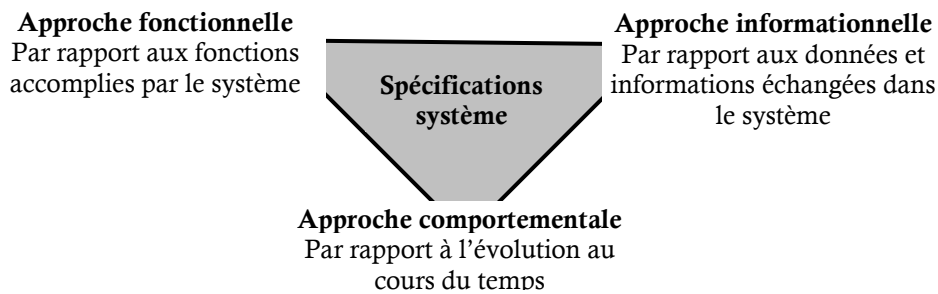 Approche fonctionnelle
Par rapport aux fonctions
accomplies par le système
Approche informationnelle
Par rapport aux données et
informations échangées dans
le système
Spécifications
système
Approche comportementale
Par rapport à l’évolution au
cours du temps